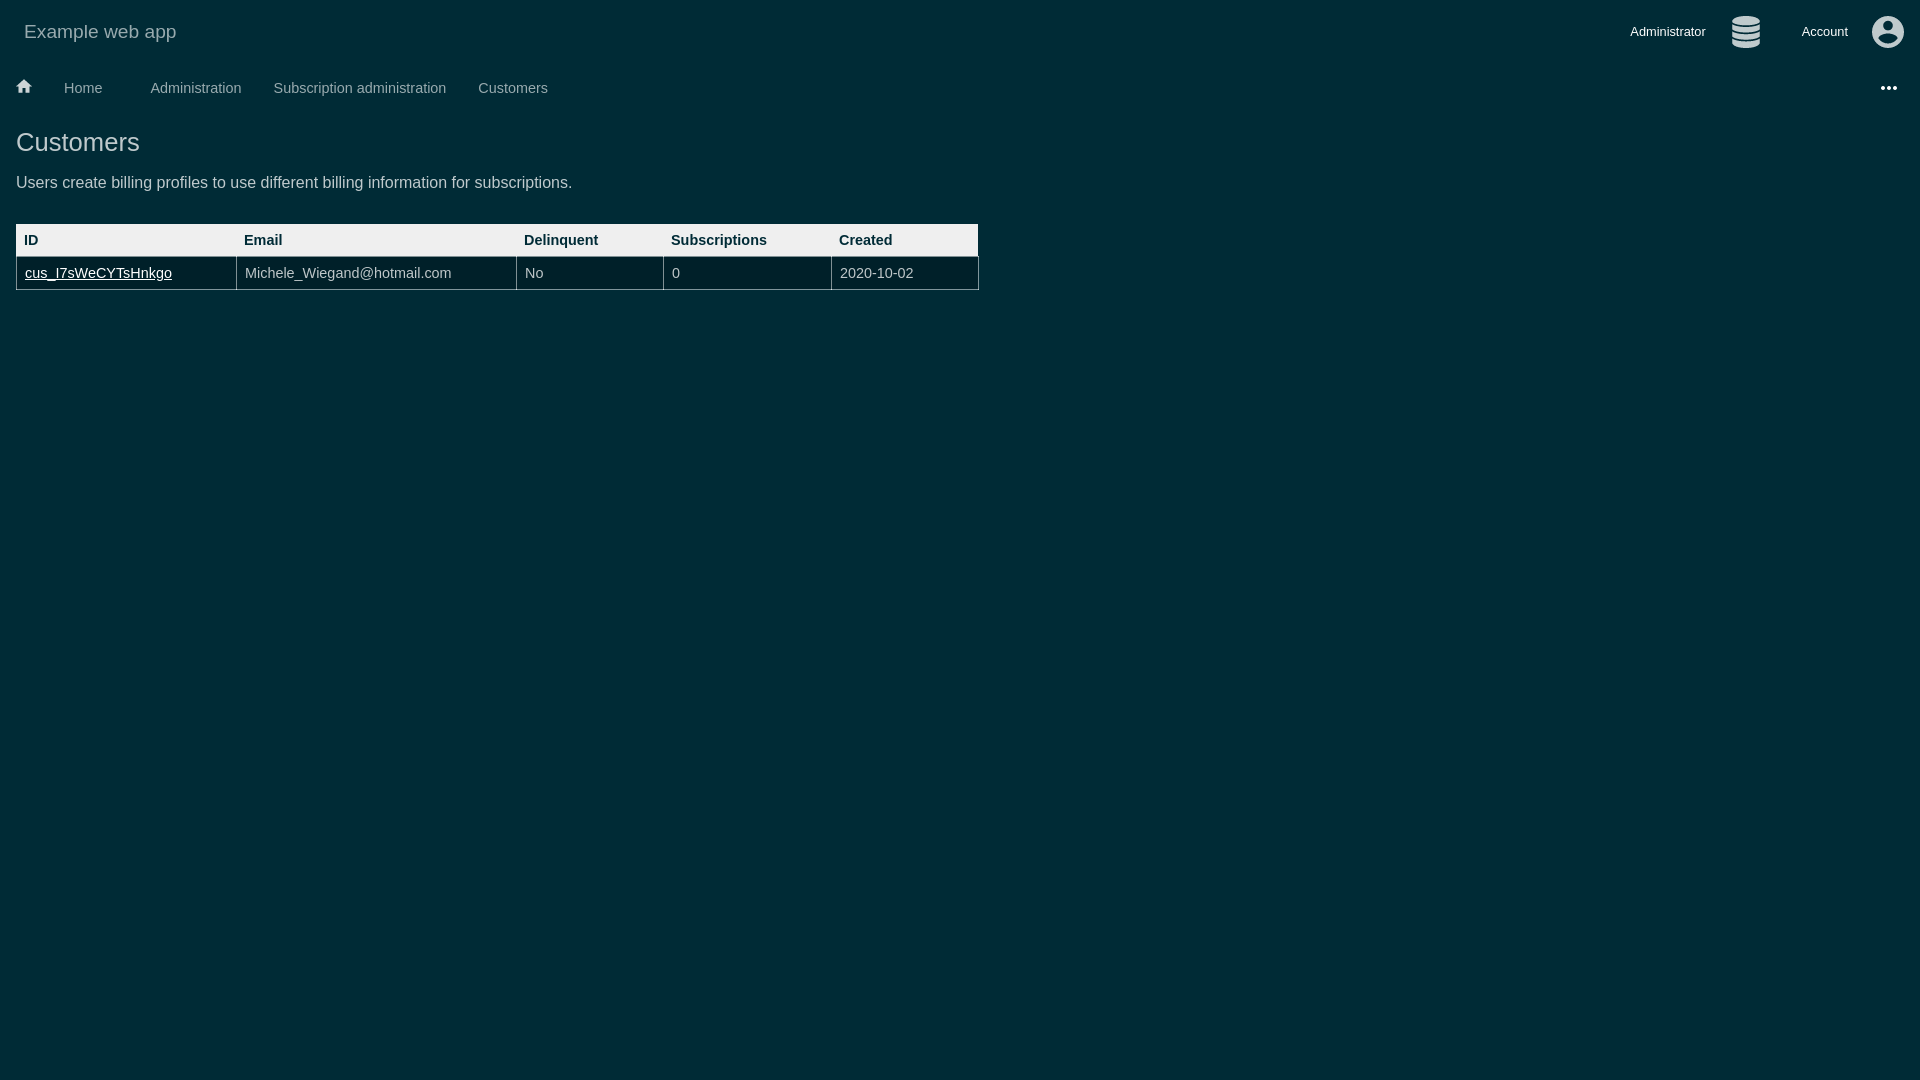 Example web app
Administrator
Account
Home
Administration
Subscription administration
Customers
Customers
Users create billing profiles to use different billing information for subscriptions.
ID Email Delinquent Subscriptions Created
cus_I7sWeCYTsHnkgo Michele_Wiegand@hotmail.com No 0 2020-10-02